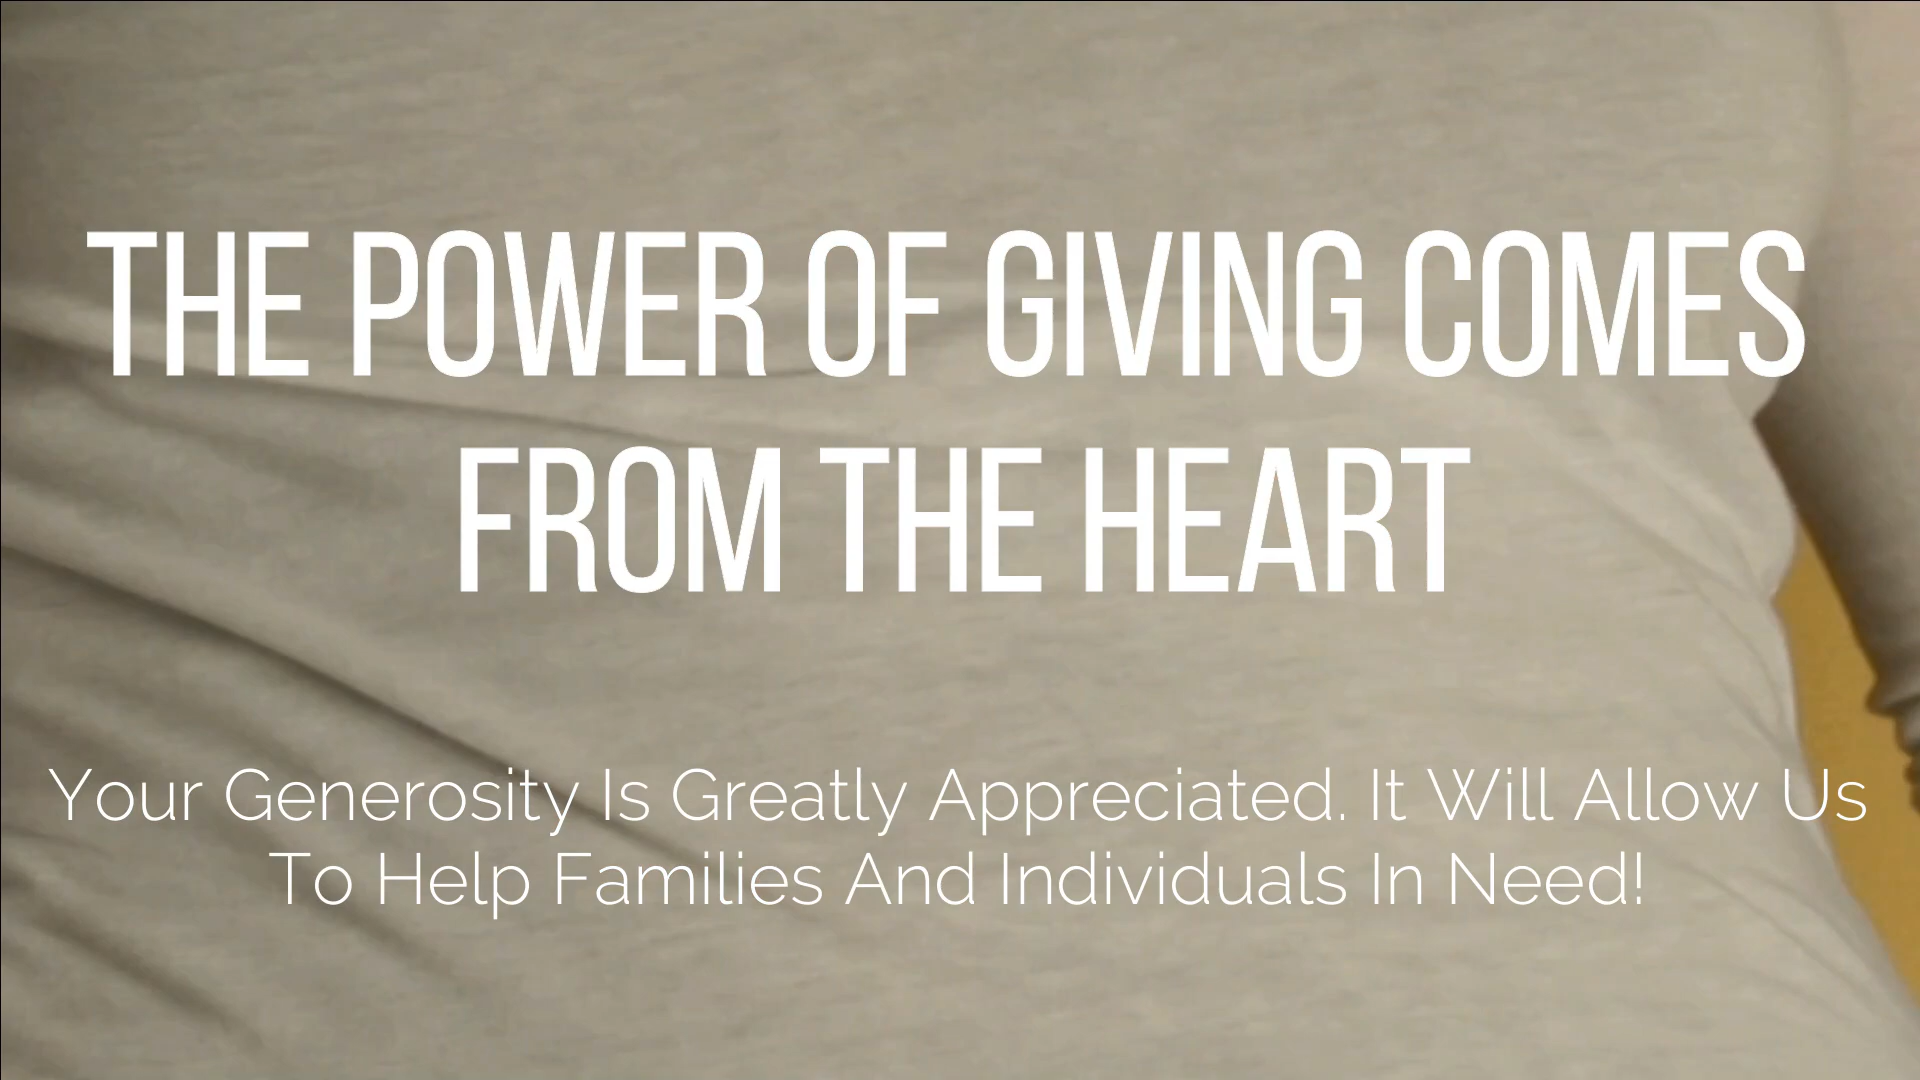 THE POWER OF GIVING COMES
FROM THE HEART
Your Generosity Is Greatly Appreciated. It Will Allow Us
To Help Families And Individuals In Need!